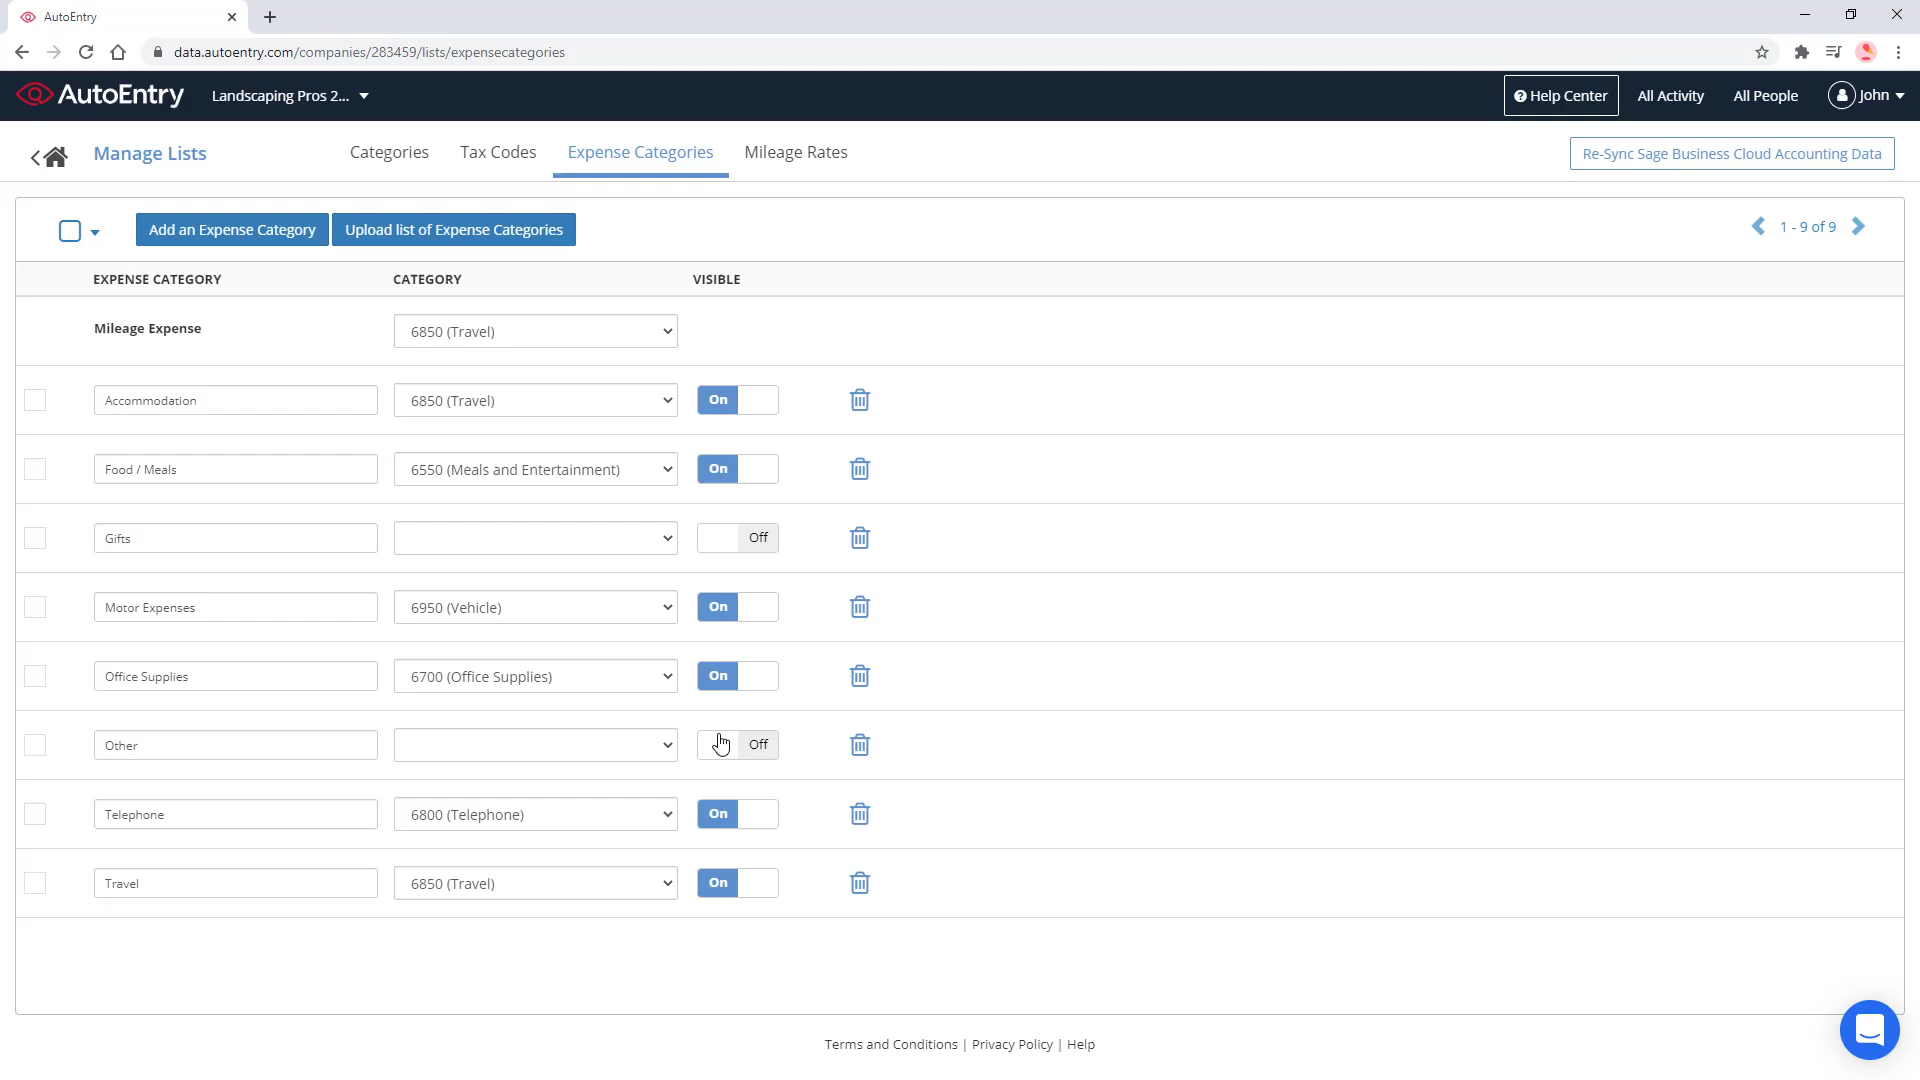 AutoEntry
data.autoentry.com/companies/283459/lists/expensecategories
AutoEntry
Landscaping Pros 2...
Help Center
All Activity
All People
John
Manage Lists
Categories
Tax Codes
Expense Categories
Mileage Rates
Re-Sync Sage Business Cloud Accounting Data
Add an Expense Category
Upload list of Expense Categories
1 - 9 of 9
EXPENSE CATEGORY
CATEGORY
VISIBLE
Mileage Expense
6850 (Travel)
Accommodation
6850 (Travel)
On
Food / Meals
6550 (Meals and Entertainment)
On
Gifts
Off
Motor Expenses
6950 (Vehicle)
On
Office Supplies
6700 (Office Supplies)
On
Other
Off
Telephone
6800 (Telephone)
On
Travel
6850 (Travel)
On
Terms and Conditions | Privacy Policy | Help